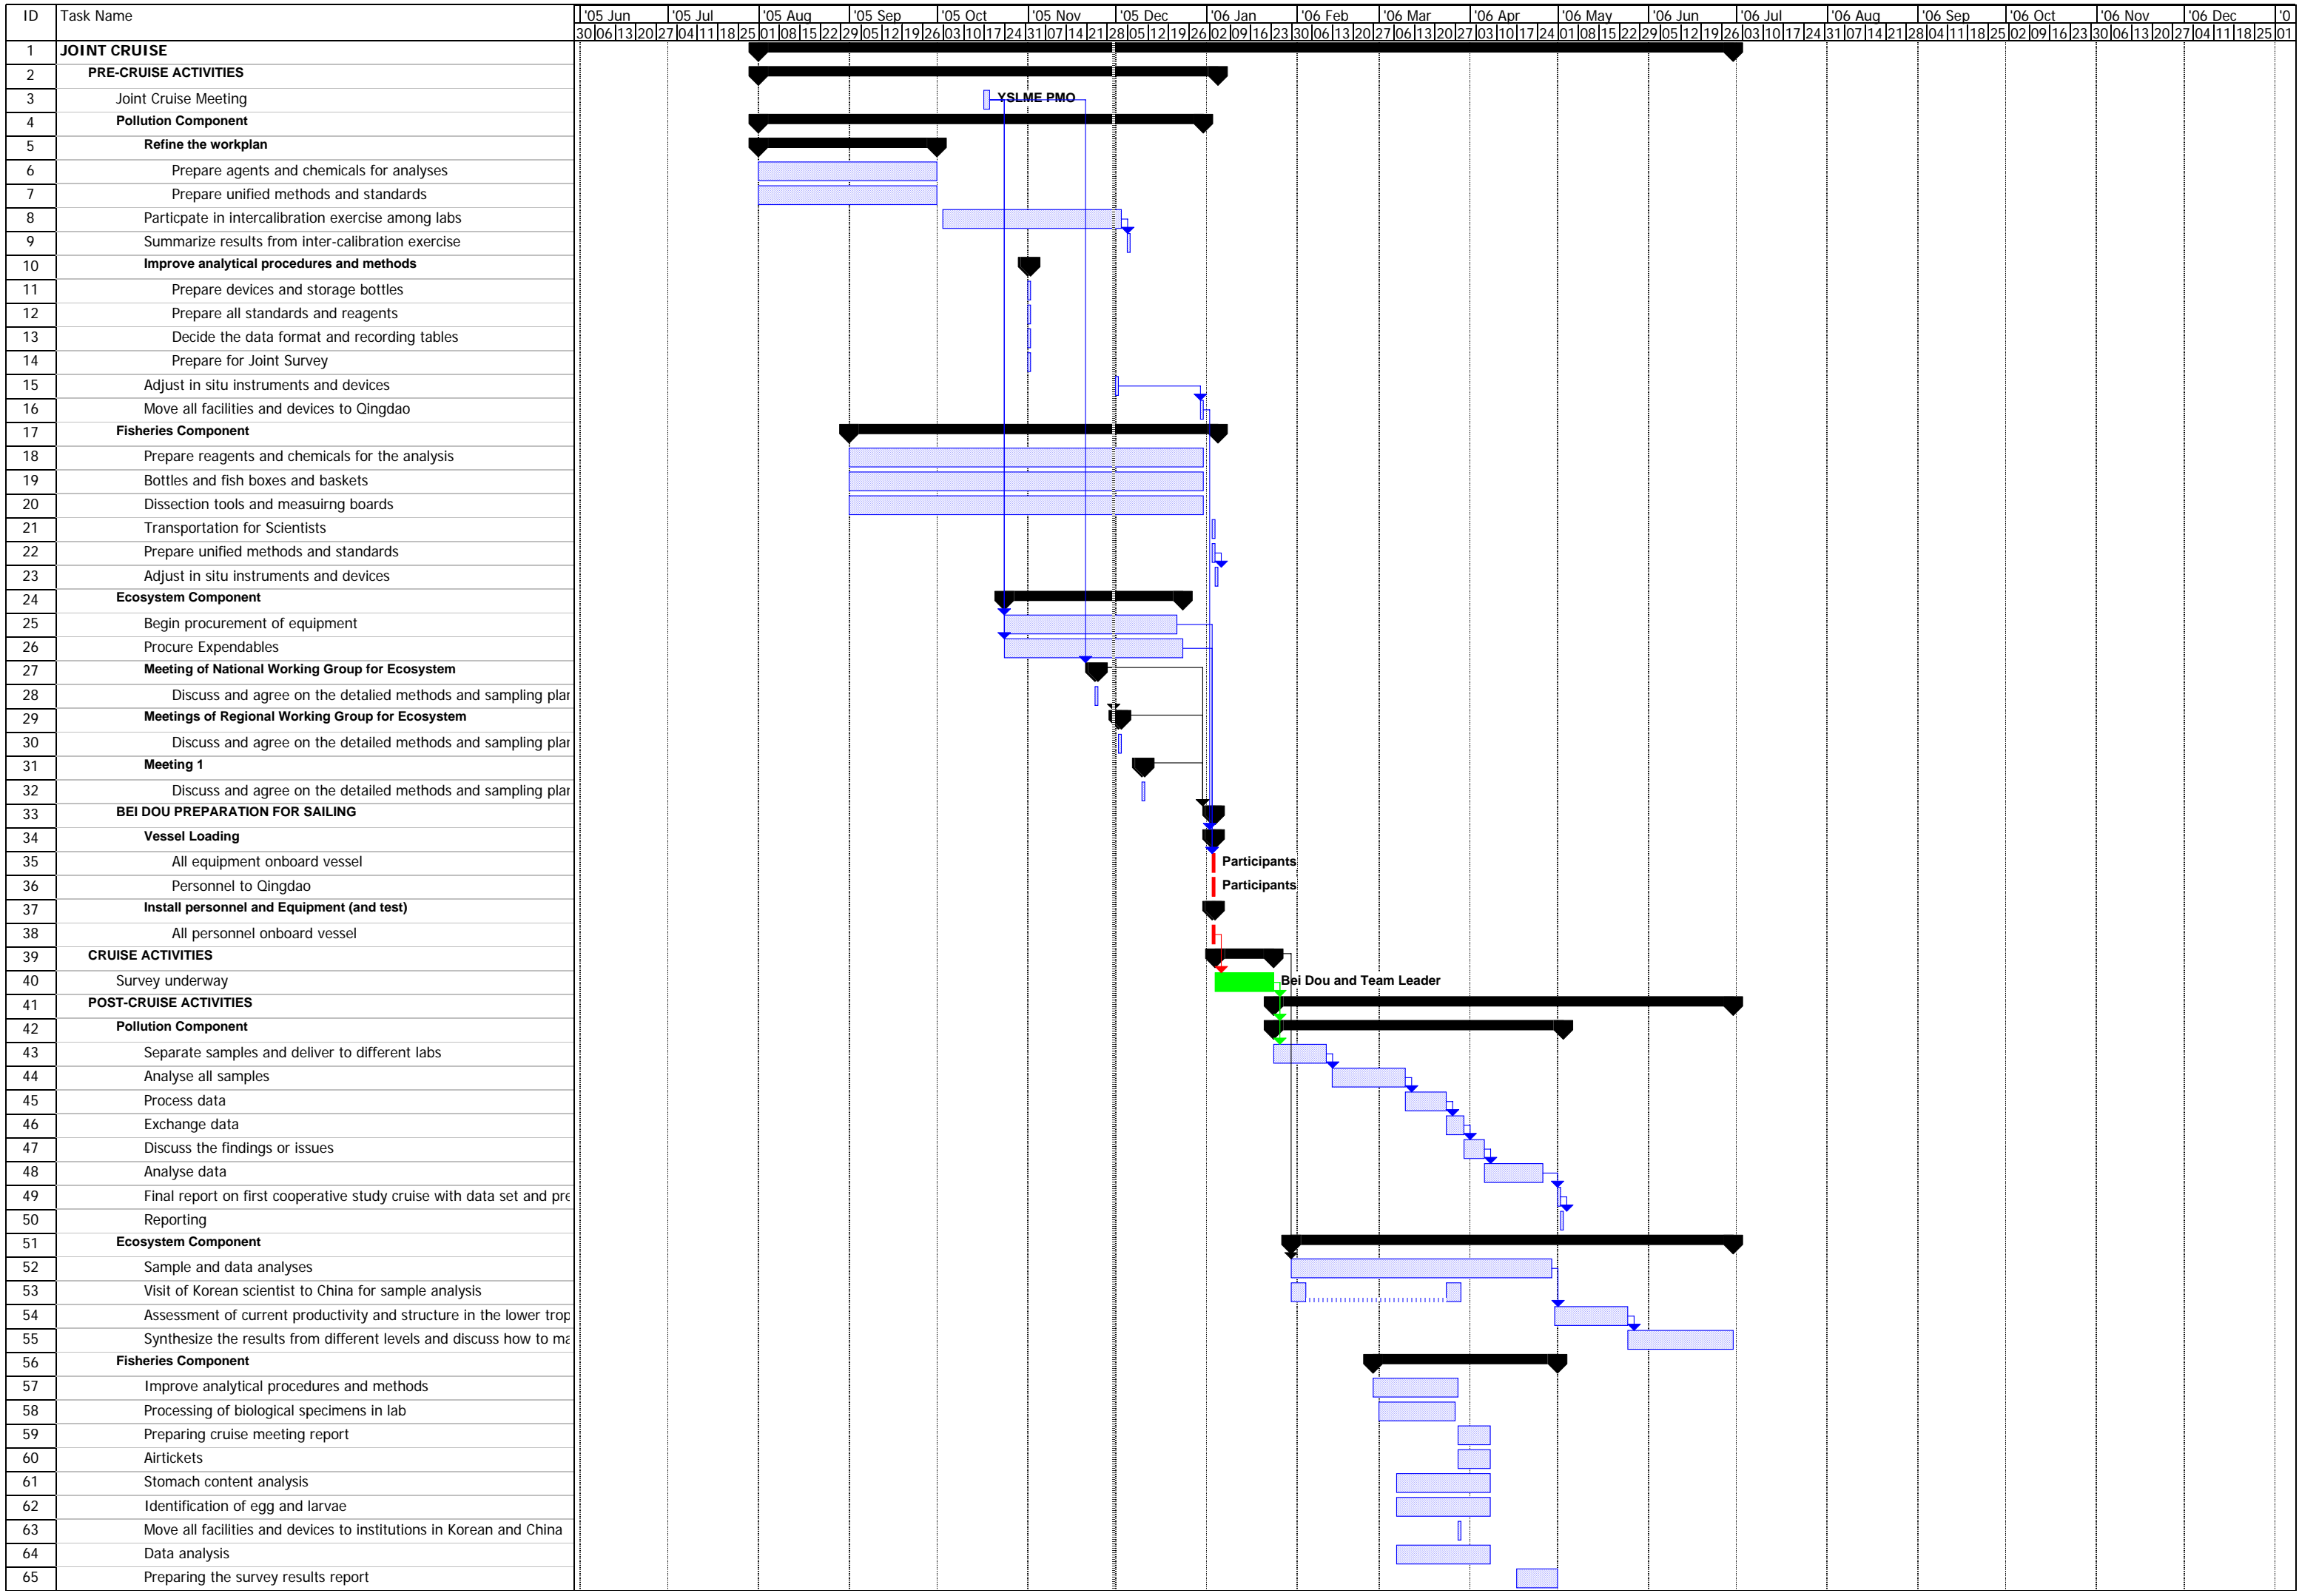 ID Task Name '05 Jun '05 Jul '05 Aug '05 Sep '05 Oct '05 Nov '05 Dec '06 Jan '06 Feb '06 Mar '06 Apr '06 May '06 Jun '06 Jul '06 Aug '06 Sep '06 Oct '06 Nov '06 Dec '0
30 06 13 20 27 04 11 18 25 01 08 15 22 29 05 12 19 26 03 10 17 24 31 07 14 21 28 05 12 19 26 02 09 16 23 30 06 13 20 27 06 13 20 27 03 10 17 24 01 08 15 22 29 05 12 19 26 03 10 17 24 31 07 14 21 28 04 11 18 25 02 09 16 23 30 06 13 20 27 04 11 18 25 01
1 JOINT CRUISE
2 PRE-CRUISE ACTIVITIES
3 Joint Cruise Meeting YSLME PMO
4 Pollution Component
5 Refine the workplan
6 Prepare agents and chemicals for analyses
7 Prepare unified methods and standards
8 Particpate in intercalibration exercise among labs
9 Summarize results from inter-calibration exercise
10 Improve analytical procedures and methods
11 Prepare devices and storage bottles
12 Prepare all standards and reagents
13 Decide the data format and recording tables
14 Prepare for Joint Survey
15 Adjust in situ instruments and devices
16 Move all facilities and devices to Qingdao
17 Fisheries Component
18 Prepare reagents and chemicals for the analysis
19 Bottles and fish boxes and baskets
20 Dissection tools and measuirng boards
21 Transportation for Scientists
22 Prepare unified methods and standards
23 Adjust in situ instruments and devices
24 Ecosystem Component
25 Begin procurement of equipment
26 Procure Expendables
27 Meeting of National Working Group for Ecosystem
28 Discuss and agree on the detalied methods and sampling plan
29 Meetings of Regional Working Group for Ecosystem
30 Discuss and agree on the detailed methods and sampling plan
31 Meeting 1
32 Discuss and agree on the detailed methods and sampling plan
33 BEI DOU PREPARATION FOR SAILING
34 Vessel Loading
35 All equipment onboard vessel Participants
36 Personnel to Qingdao Participants
37 Install personnel and Equipment (and test)
38 All personnel onboard vessel
39 CRUISE ACTIVITIES
40 Survey underway Bei Dou and Team Leader
41 POST-CRUISE ACTIVITIES
42 Pollution Component
43 Separate samples and deliver to different labs
44 Analyse all samples
45 Process data
46 Exchange data
47 Discuss the findings or issues
48 Analyse data
49 Final report on first cooperative study cruise with data set and pre
50 Reporting
51 Ecosystem Component
52 Sample and data analyses
53 Visit of Korean scientist to China for sample analysis
54 Assessment of current productivity and structure in the lower trop
55 Synthesize the results from different levels and discuss how to ma
56 Fisheries Component
57 Improve analytical procedures and methods
58 Processing of biological specimens in lab
59 Preparing cruise meeting report
60 Airtickets
61 Stomach content analysis
62 Identification of egg and larvae
63 Move all facilities and devices to institutions in Korean and China
64 Data analysis
65 Preparing the survey results report